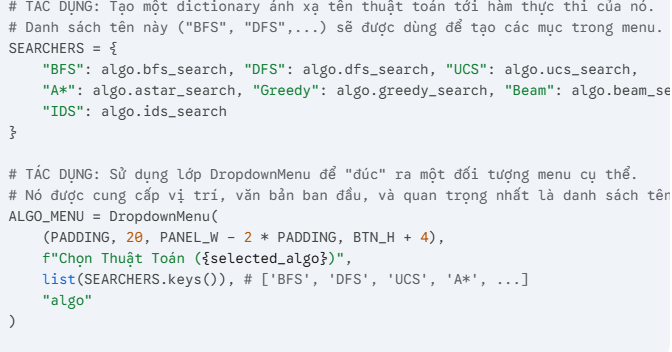 # TÁC DỤNG: Tạo một dictionary ánh xạ tên thuật toán tới hàm thực thi của nó.
# Danh sách tên này ("BFS", "DFS",...) sẽ được dùng để tạo các mục trong menu.
SEARCHERS = {
    "BFS": algo.bfs_search, "DFS": algo.dfs_search, "UCS": algo.ucs_search,
    "A*": algo.astar_search, "Greedy": algo.greedy_search, "Beam": algo.beam_se
    "IDS": algo.ids_search
}

# TÁC DỤNG: Sử dụng lớp DropdownMenu để "đúc" ra một đối tượng menu cụ thể.
# Nó được cung cấp vị trí, văn bản ban đầu, và quan trọng nhất là danh sách tên
ALGO_MENU = DropdownMenu(
    (PADDING, 20, PANEL_W - 2 * PADDING, BTN_H + 4),
    f"Chọn Thuật Toán ({selected_algo})",
    list(SEARCHERS.keys()), # ['BFS', 'DFS', 'UCS', 'A*', ...]
    "algo"
)